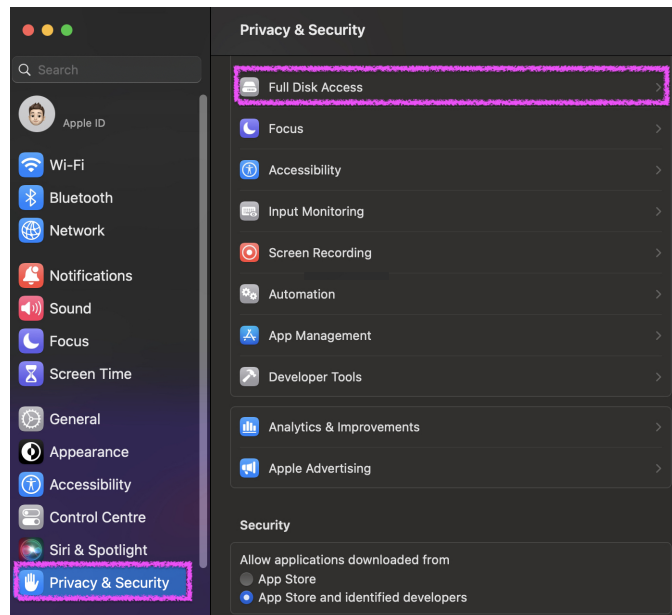 Privacy & Security
Search
Apple ID
Wi-Fi
Bluetooth
Network
Notifications
Sound
Focus
Screen Time
General
Appearance
Accessibility
Control Centre
Siri & Spotlight
Privacy & Security
Full Disk Access
Focus
Accessibility
Input Monitoring
Screen Recording
Automation
App Management
Developer Tools
Analytics & Improvements
Apple Advertising
Security
Allow applications downloaded from
App Store
App Store and identified developers